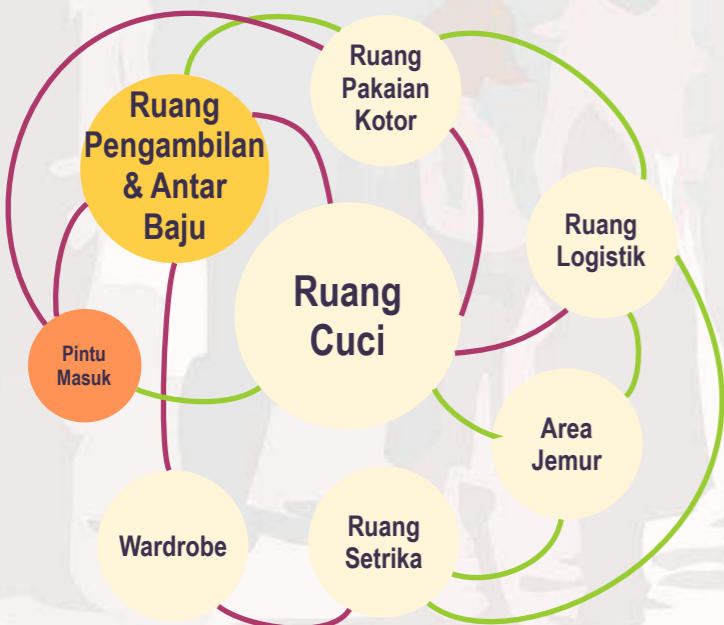 Ruang
Pakaian
Kotor
Ruang
Pengambilan
& Antar
Baju
Ruang
Logistik
Ruang
Cuci
Pintu
Masuk
Area
Jemur
Wardrobe
Ruang
Setrika